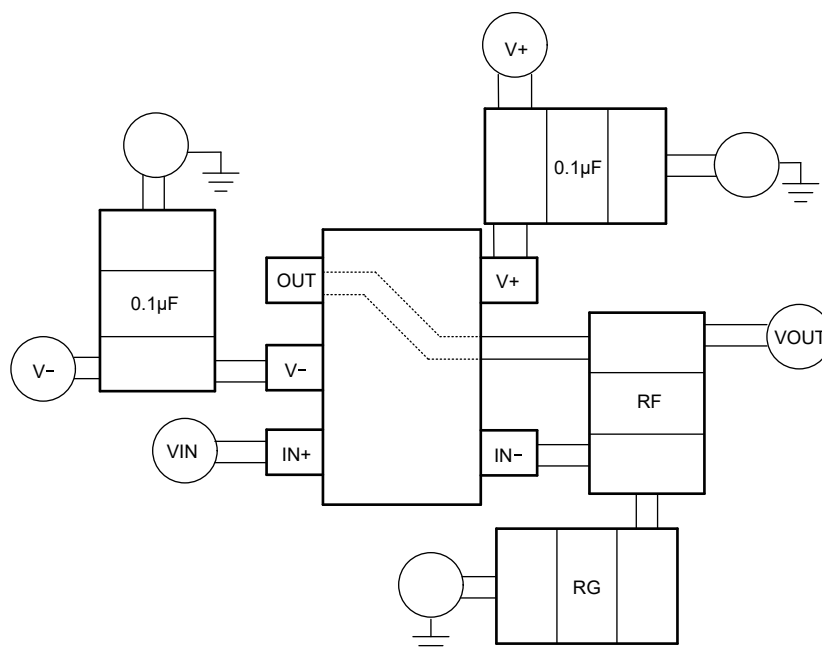 V+
0.1µF
0.1µF
OUT
V+
VOUT
V−
V−
RF
VIN
IN+
IN−
RG